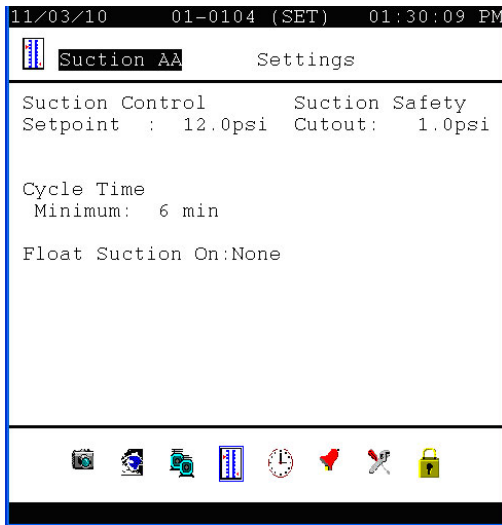 11/03/10 01-0104 (SET) 01:30:09 PM
Suction AA Settings
Suction Control Suction Safety
Setpoint : 12.0psi Cutout: 1.0psi
Cycle Time
Minimum: 6 min
Float Suction On:None